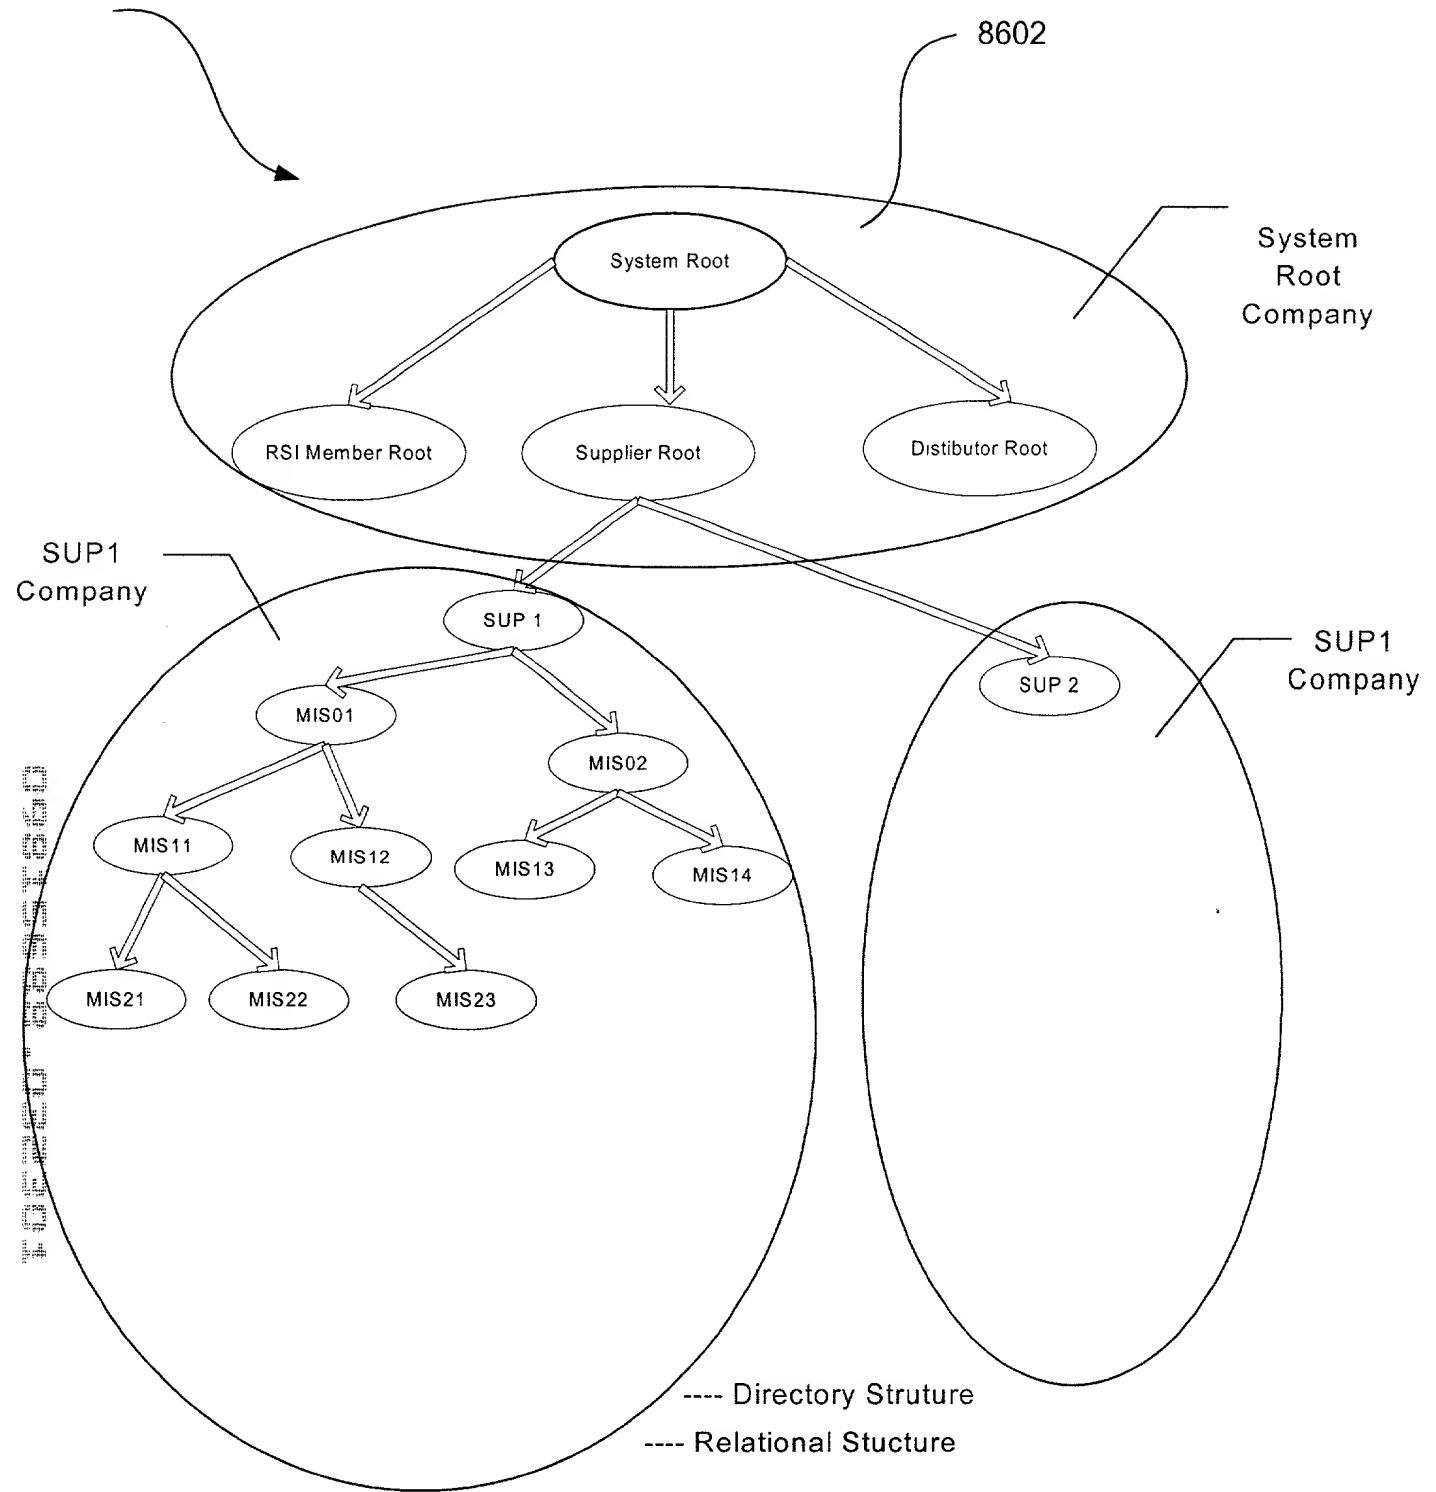 8602
System
Root
Company
System Root
RSI Member Root
Supplier Root
Distibutor Root
SUP1
Company
SUP 1
SUP1
Company
SUP 2
MIS01
MIS02
MIS11
MIS12
MIS13
MIS14
MIS21
MIS22
MIS23
---- Directory Struture
---- Relational Stucture